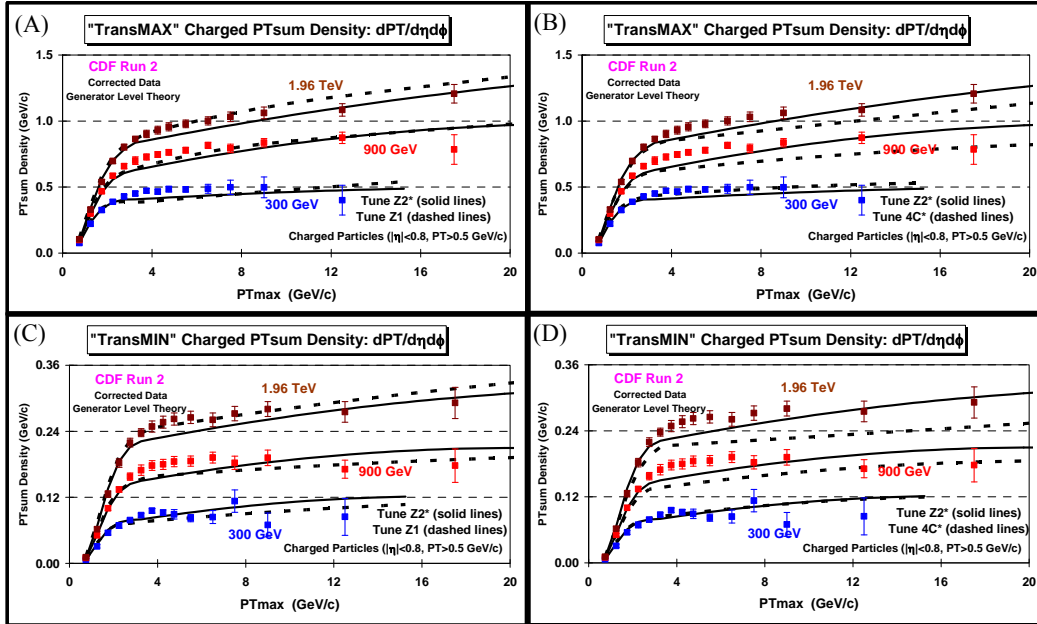 (A)
"TransMAX" Charged PTsum Density: dPT/dηdϕ
1.5
1.0
0.5
0.0
PTsum Density (GeV/c)
CDF Run 2
Corrected Data
Generator Level Theory
1.96 TeV
900 GeV
300 GeV
Tune Z2* (solid lines)
Tune Z1 (dashed lines)
Charged Particles (|η|<0.8, PT>0.5 GeV/c)
0 4 8 12 16 20
PTmax (GeV/c)
(B)
"TransMAX" Charged PTsum Density: dPT/dηdϕ
1.5
1.0
0.5
0.0
PTsum Density (GeV/c)
CDF Run 2
Corrected Data
Generator Level Theory
1.96 TeV
900 GeV
300 GeV
Tune Z2* (solid lines)
Tune 4C* (dashed lines)
Charged Particles (|η|<0.8, PT>0.5 GeV/c)
0 4 8 12 16 20
PTmax (GeV/c)
(C)
"TransMIN" Charged PTsum Density: dPT/dηdϕ
0.36
0.24
0.12
0.00
PTsum Density (GeV/c)
CDF Run 2
Corrected Data
Generator Level Theory
1.96 TeV
900 GeV
300 GeV
Tune Z2* (solid lines)
Tune Z1 (dashed lines)
Charged Particles (|η|<0.8, PT>0.5 GeV/c)
0 4 8 12 16 20
PTmax (GeV/c)
(D)
"TransMIN" Charged PTsum Density: dPT/dηdϕ
0.36
0.24
0.12
0.00
PTsum Density (GeV/c)
CDF Run 2
Corrected Data
Generator Level Theory
1.96 TeV
900 GeV
300 GeV
Tune Z2* (solid lines)
Tune 4C* (dashed lines)
Charged Particles (|η|<0.8, PT>0.5 GeV/c)
0 4 8 12 16 20
PTmax (GeV/c)